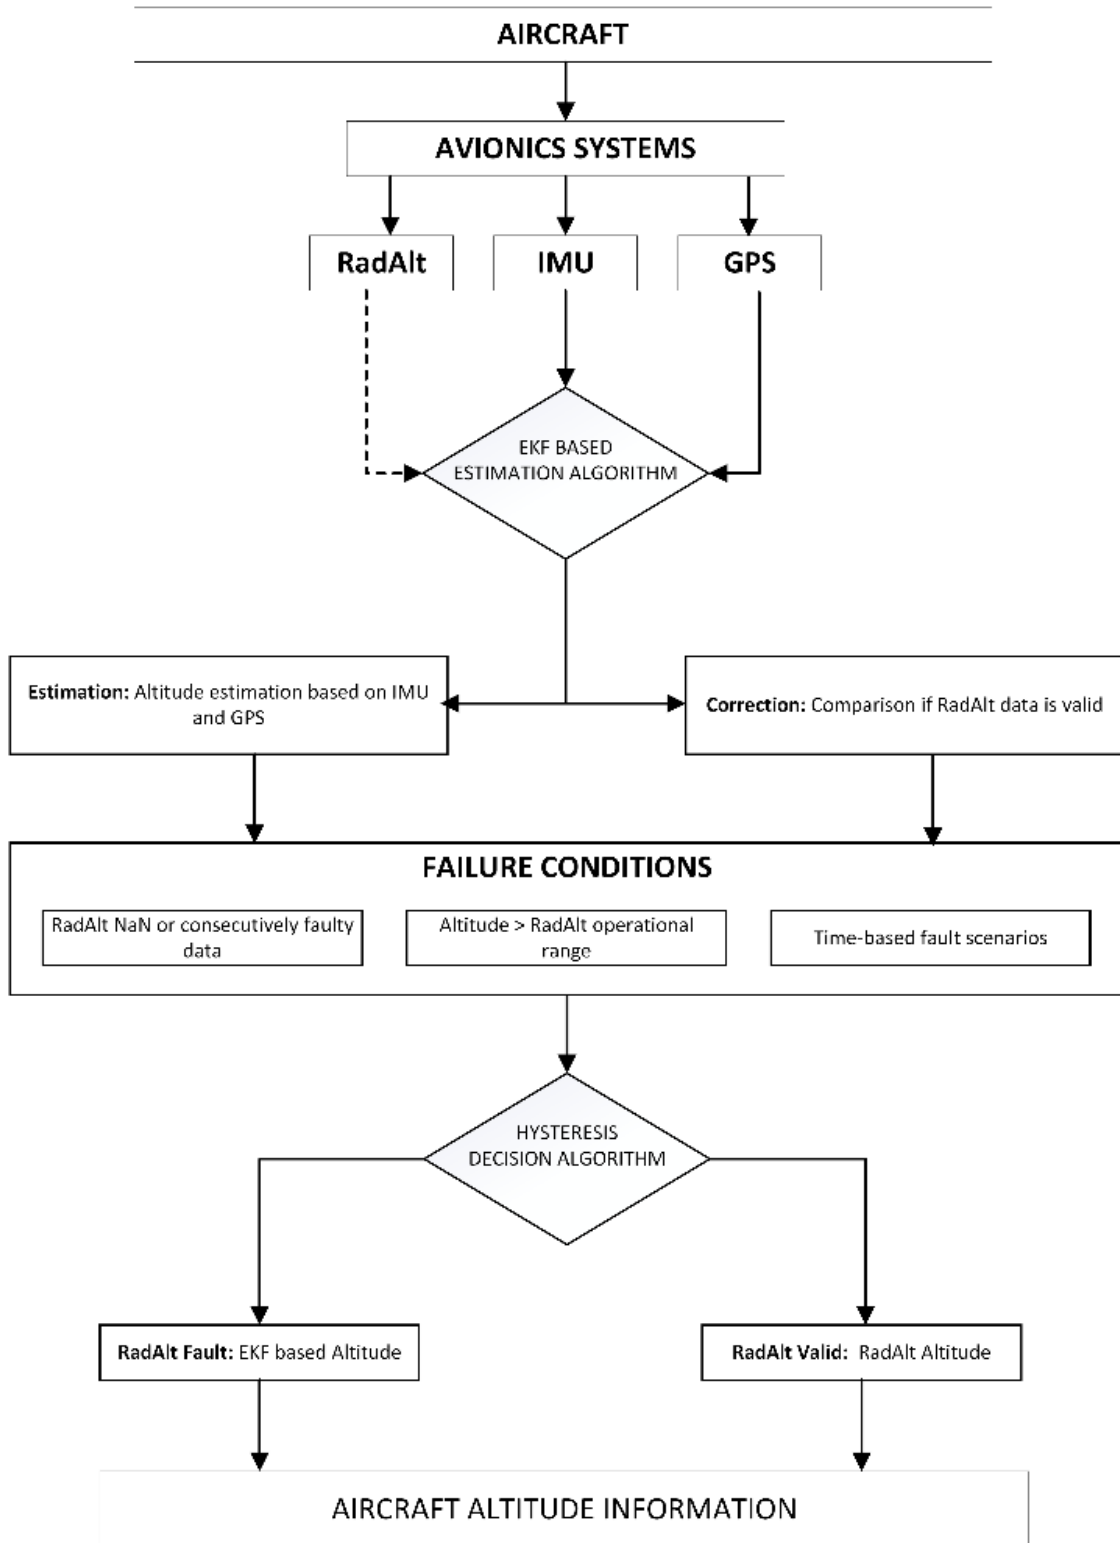 AIRCRAFT
AVIONICS SYSTEMS
RadAlt
IMU
GPS
EKF BASED
ESTIMATION ALGORITHM
Estimation: Altitude estimation based on IMU
and GPS
Correction: Comparison if RadAlt data is valid
FAILURE CONDITIONS
RadAlt NaN or consecutively faulty
data
Altitude > RadAlt operational
range
Time-based fault scenarios
HYSTERESIS
DECISION ALGORITHM
RadAlt Fault: EKF based Altitude
RadAlt Valid: RadAlt Altitude
AIRCRAFT ALTITUDE INFORMATION